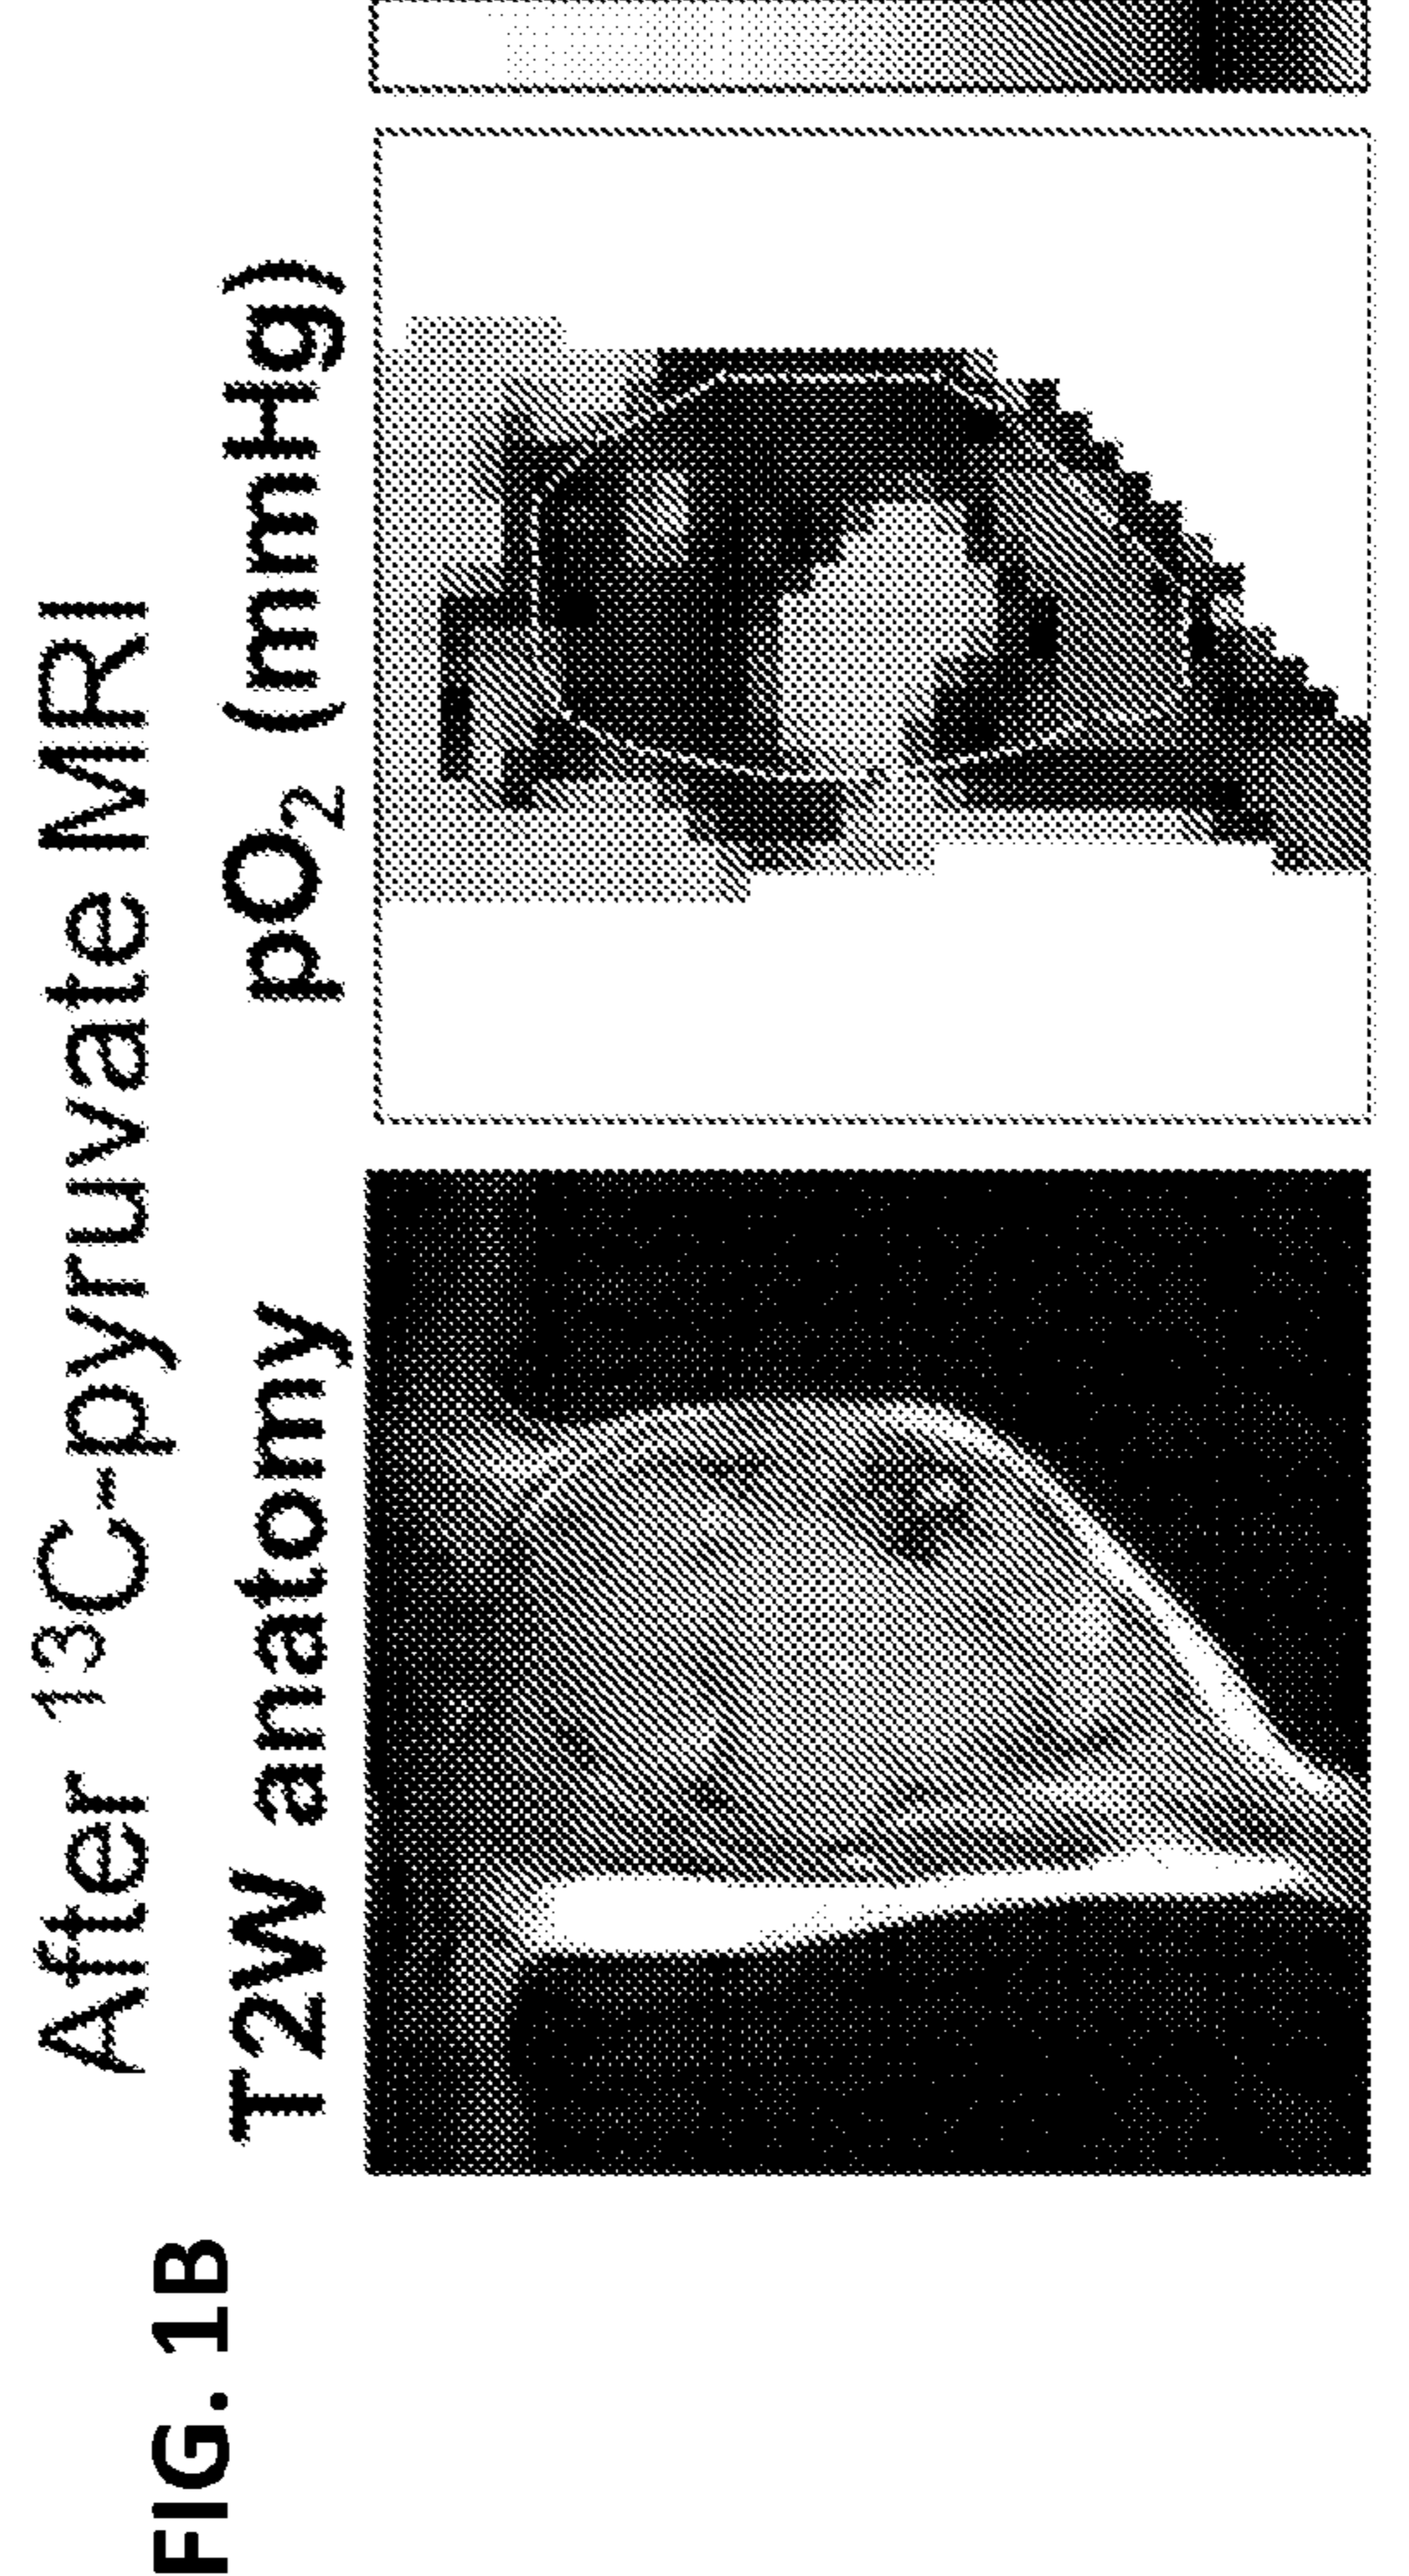 FIG. 1B
After ¹³C-pyruvate MRI
T2W anatomy
pO₂ (mmHg)